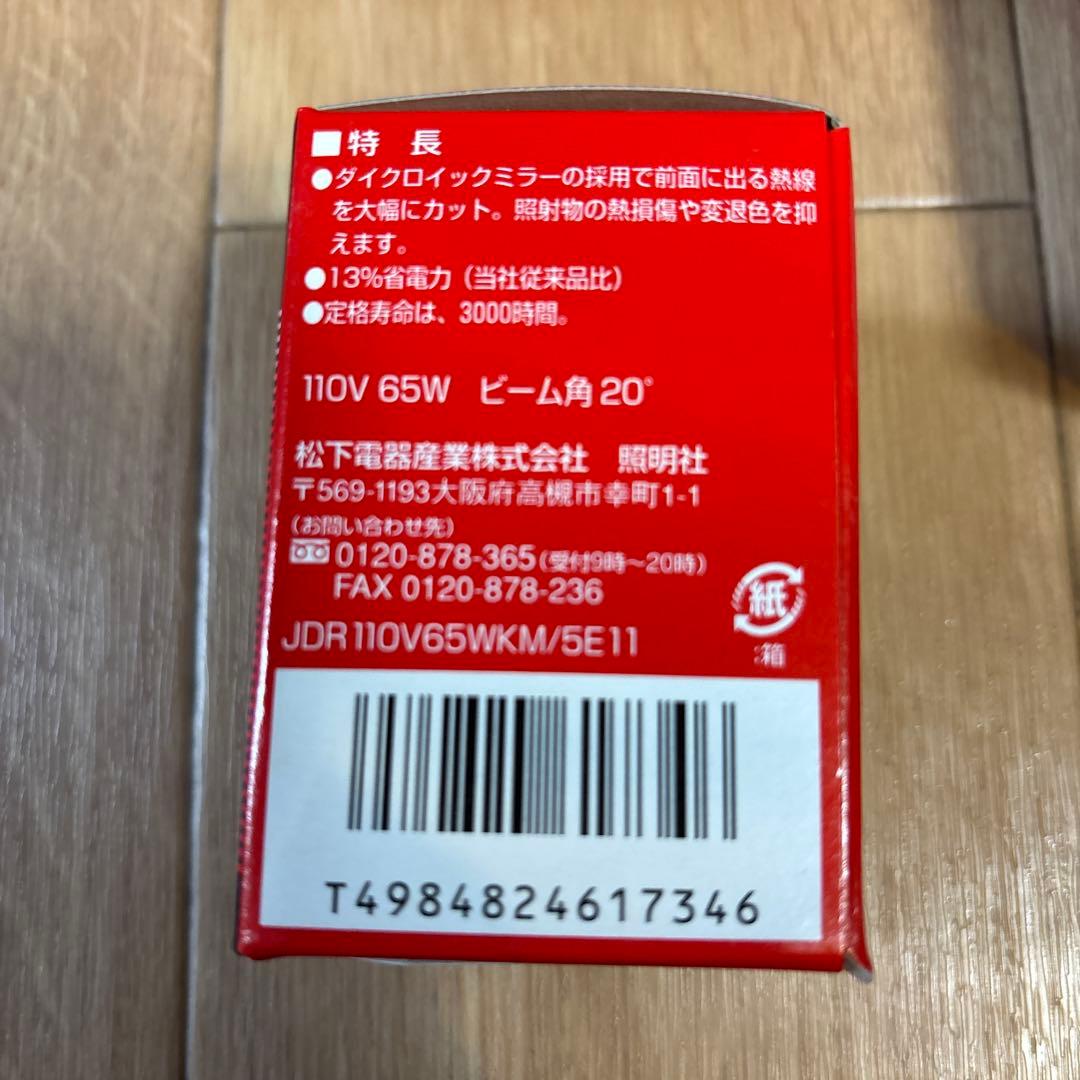 ■特 長
●ダイクロイックミラーの採用で前面に出る熱線
を大幅にカット。照射物の熱損傷や変退色を抑
えます。
●13%省電力（当社従来品比）
●定格寿命は、3000時間。
110V 65W ビーム角 20°
松下電器産業株式会社 照明社
〒569-1193大阪府高槻市幸町1-1
（お問い合わせ先）
0120-878-365（受付9時〜20時）
FAX 0120-878-236
紙
:箱
JDR110V65WKM/5E11
T4984824617346